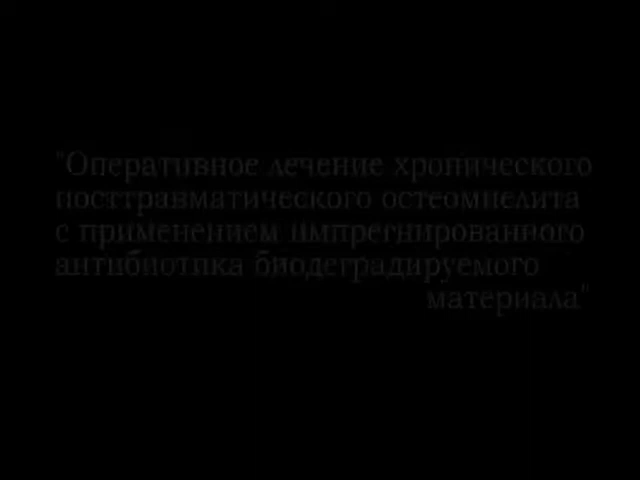 "Оперативное лечение хронического
посттравматического остеомиелита
с применением импрегнированного
антибиотика биодеградируемого
материала"